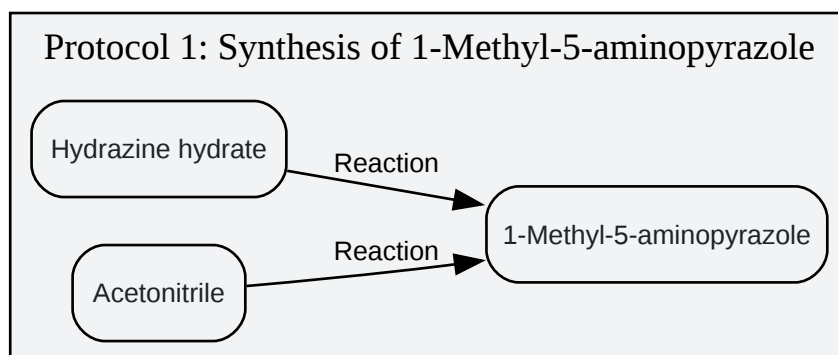 Protocol 1: Synthesis of 1-Methyl-5-aminopyrazole
Hydrazine hydrate
Reaction
1-Methyl-5-aminopyrazole
Reaction
Acetonitrile